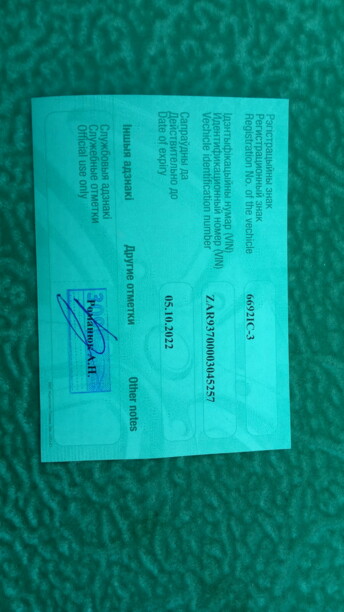 Рэгістрацыйны знак
Регистрационный знак
Registration No. of the vechicle
6692IC-3
Ідэнтыфікацыйны нумар (VIN)
Идентификационный номер (VIN)
Vechicle identification number
ZAR93700003045257
Сапраўдны да
Действительно до
Date of expiry
05.10.2022
Іншыя адзнакі
Другие отметки
Other notes
Службовыя адзнакі
Служебные отметки
Official use only
Романюк А.Н.